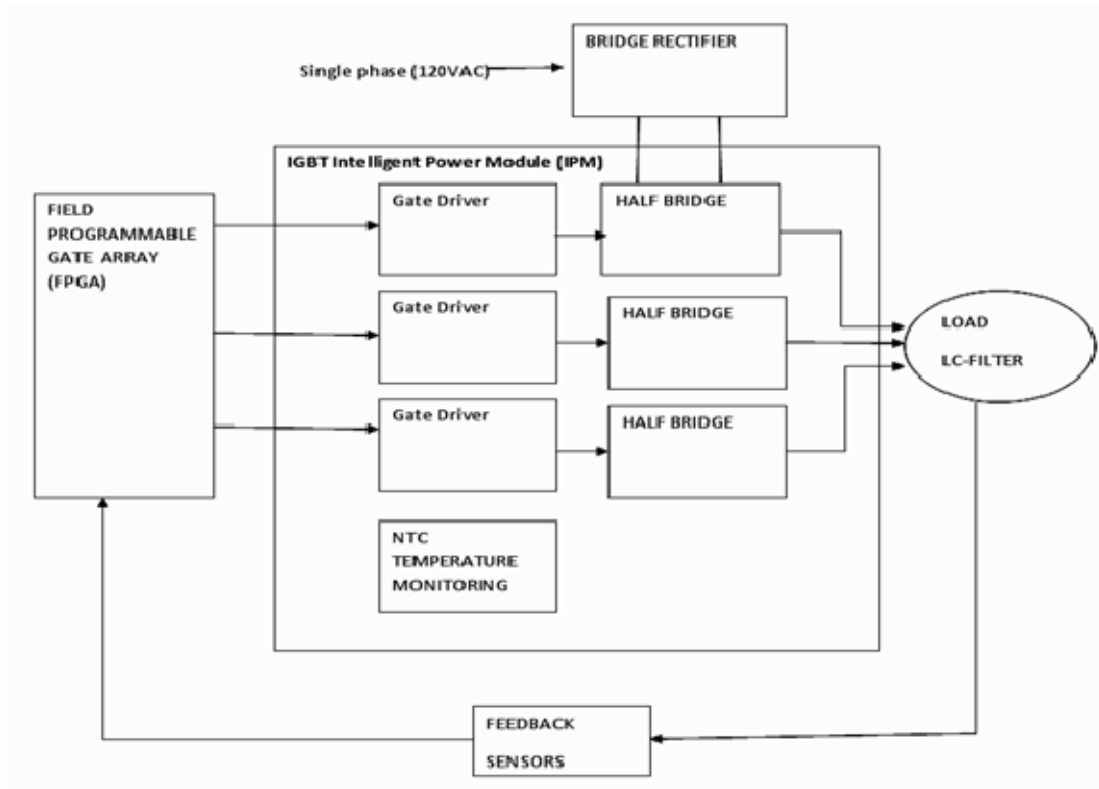 BRIDGE RECTIFIER
Single phase (120VAC)
IGBT Intelligent Power Module (IPM)
FIELD
PROGRAMMABLE
GATE ARRAY
(FPGA)
Gate Driver
HALF BRIDGE
Gate Driver
HALF BRIDGE
Gate Driver
HALF BRIDGE
LOAD
LC-FILTER
NTC
TEMPERATURE
MONITORING
FEEDBACK
SENSORS